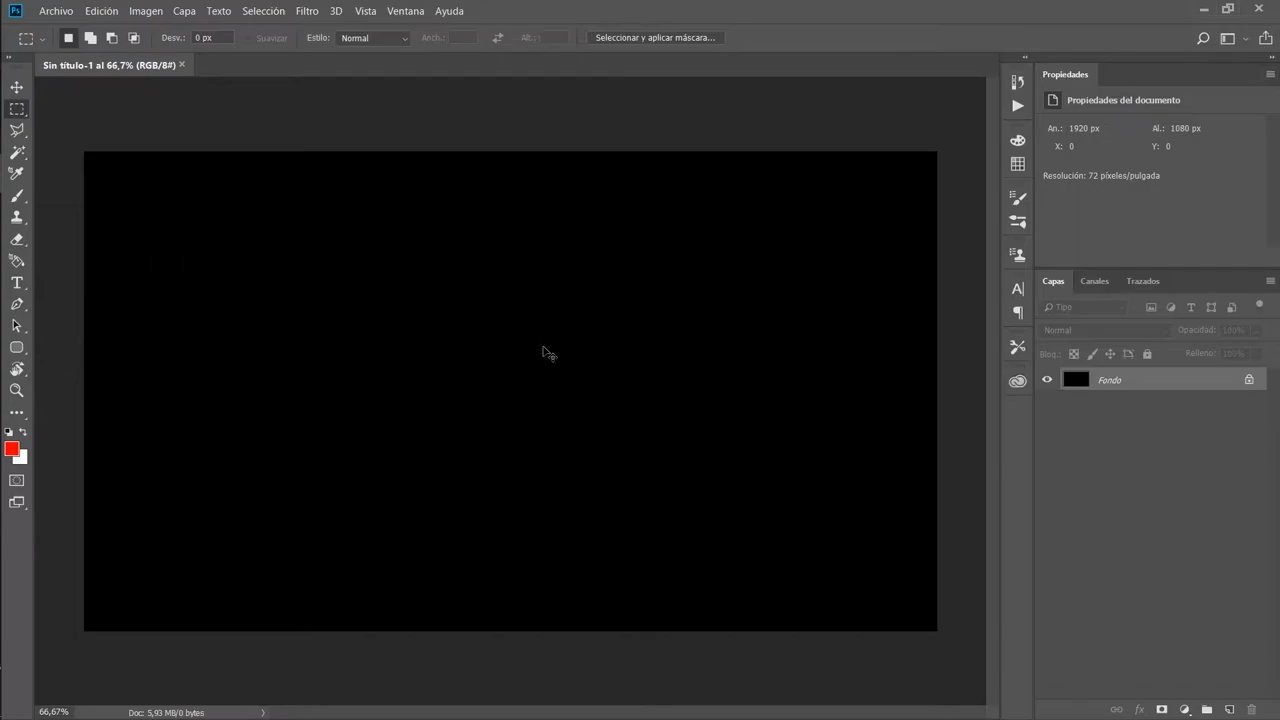 Ps Archivo Edición Imagen Capa Texto Selección Filtro 3D Vista Ventana Ayuda
Desv.: 0 px Suavizar Estilo: Normal Anch.: Alt.: Seleccionar y aplicar máscara...
Sin título-1 al 66,7% (RGB/8#)
Propiedades
Propiedades del documento
An.: 1920 px Al.: 1080 px
X: 0 Y: 0
Resolución: 72 píxeles/pulgada
Capas Canales Trazados
Tipo
Normal Opacidad: 100%
Bloq.: Relleno: 100%
Fondo
66,67% Doc: 5,93 MB/0 bytes